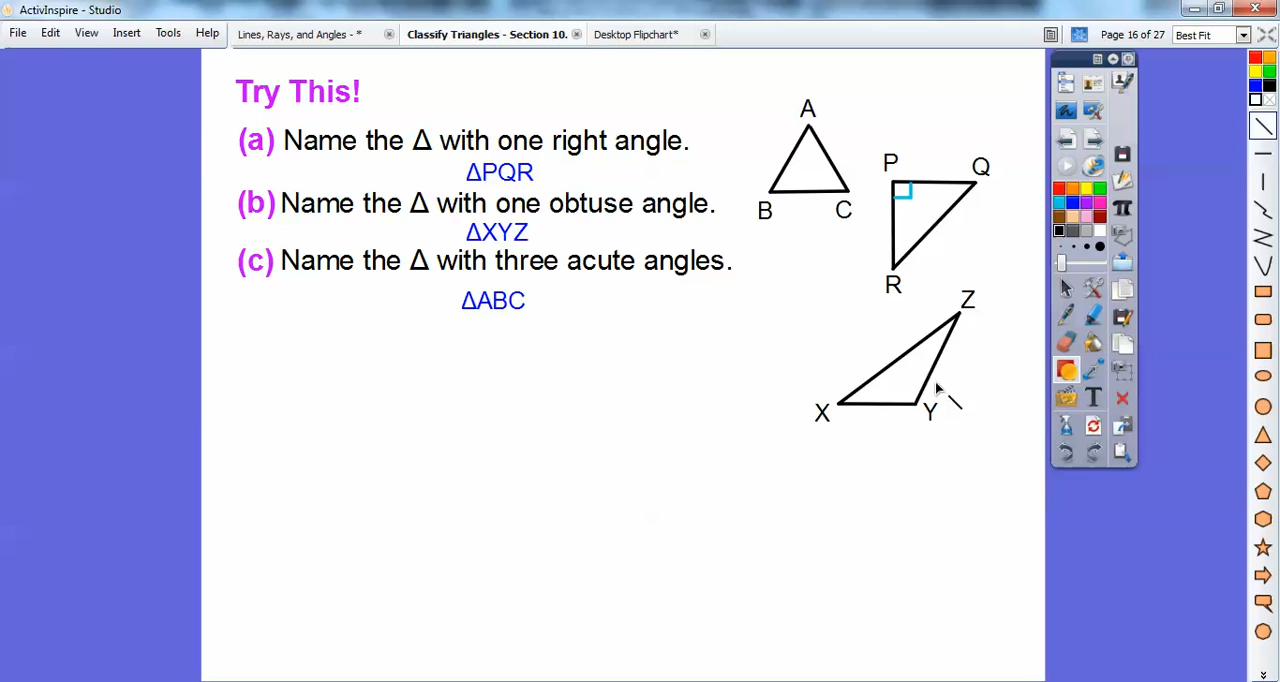 ActivInspire - Studio
File Edit View Insert Tools Help
Lines, Rays, and Angles - *
Classify Triangles - Section 10.
Desktop Flipchart*
Page 16 of 27
Best Fit
Try This!
(a) Name the Δ with one right angle.
ΔPQR
(b) Name the Δ with one obtuse angle.
ΔXYZ
(c) Name the Δ with three acute angles.
ΔABC
A
B C
P Q
R
Z
X Y